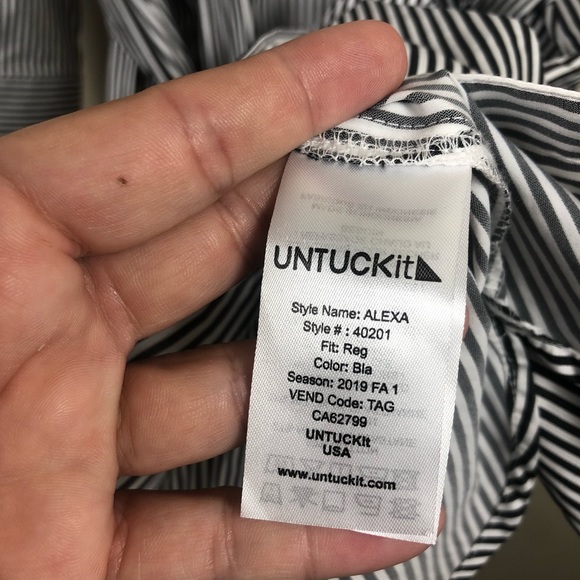 UNTUCKit
Style Name: ALEXA
Style # : 40201
Fit: Reg
Color: Bla
Season: 2019 FA 1
VEND Code: TAG
CA62799
UNTUCKIt
USA
www.untuckit.com